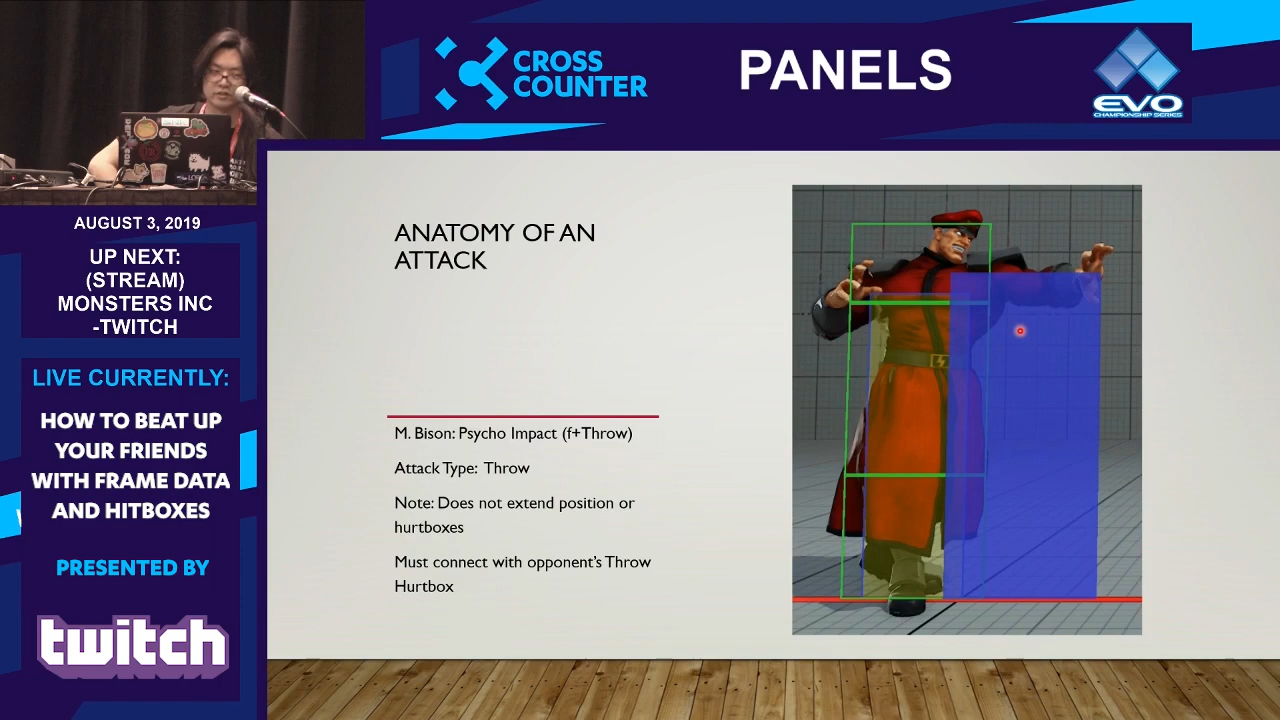 CROSS
COUNTER
PANELS
EVO
CHAMPIONSHIP SERIES
AUGUST 3, 2019
UP NEXT:
(STREAM)
MONSTERS INC
-TWITCH
LIVE CURRENTLY:
HOW TO BEAT UP
YOUR FRIENDS
WITH FRAME DATA
AND HITBOXES
PRESENTED BY
twitch
ANATOMY OF AN
ATTACK
M. Bison: Psycho Impact (f+Throw)
Attack Type: Throw
Note: Does not extend position or
hurtboxes
Must connect with opponent's Throw
Hurtbox